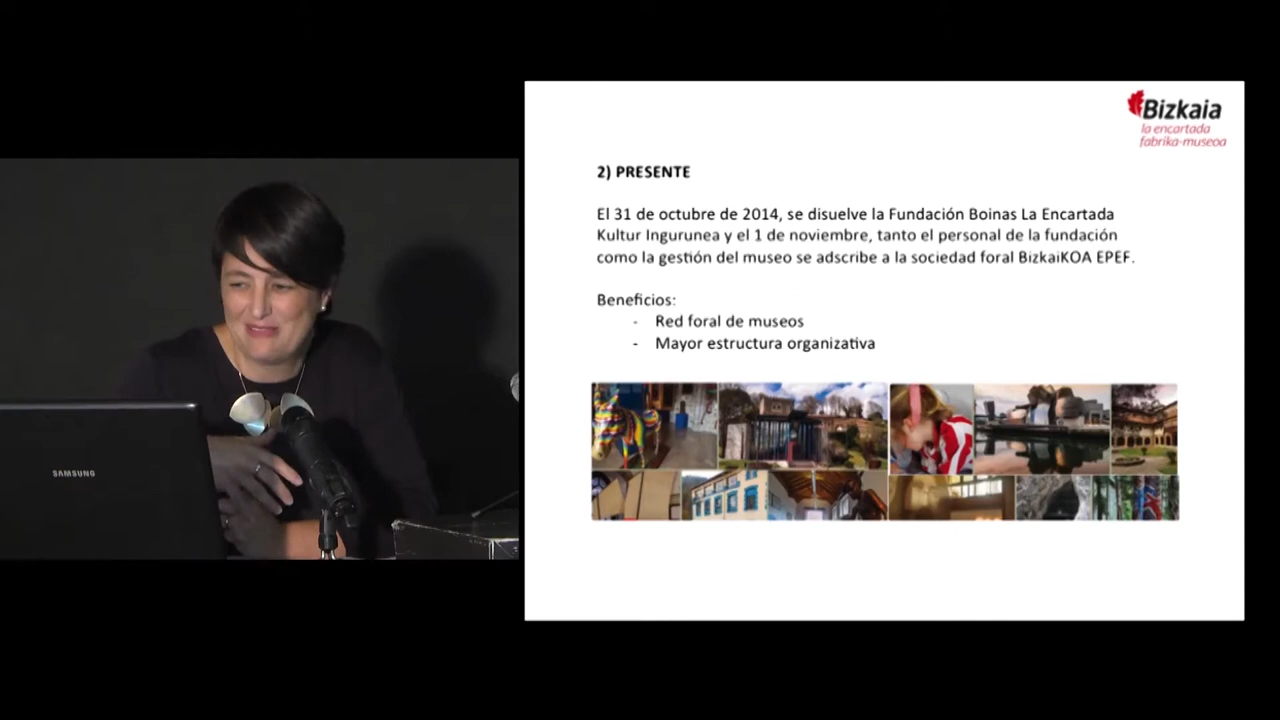 Bizkaia
la encartada
fabrika-museoa
2) PRESENTE
El 31 de octubre de 2014, se disuelve la Fundación Boinas La Encartada
Kultur Ingurunea y el 1 de noviembre, tanto el personal de la fundación
como la gestión del museo se adscribe a la sociedad foral BizkaiKOA EPEF.
Beneficios:
- Red foral de museos
- Mayor estructura organizativa
SAMSUNG